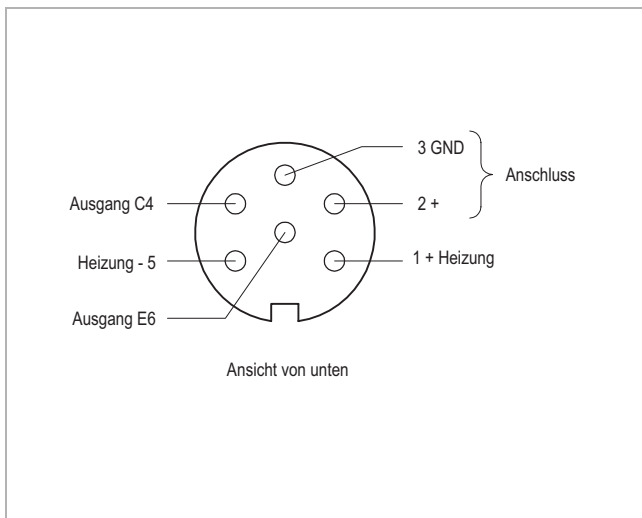 3 GND
Anschluss
Ausgang C4
2 +
Heizung - 5
1 + Heizung
Ausgang E6
Ansicht von unten